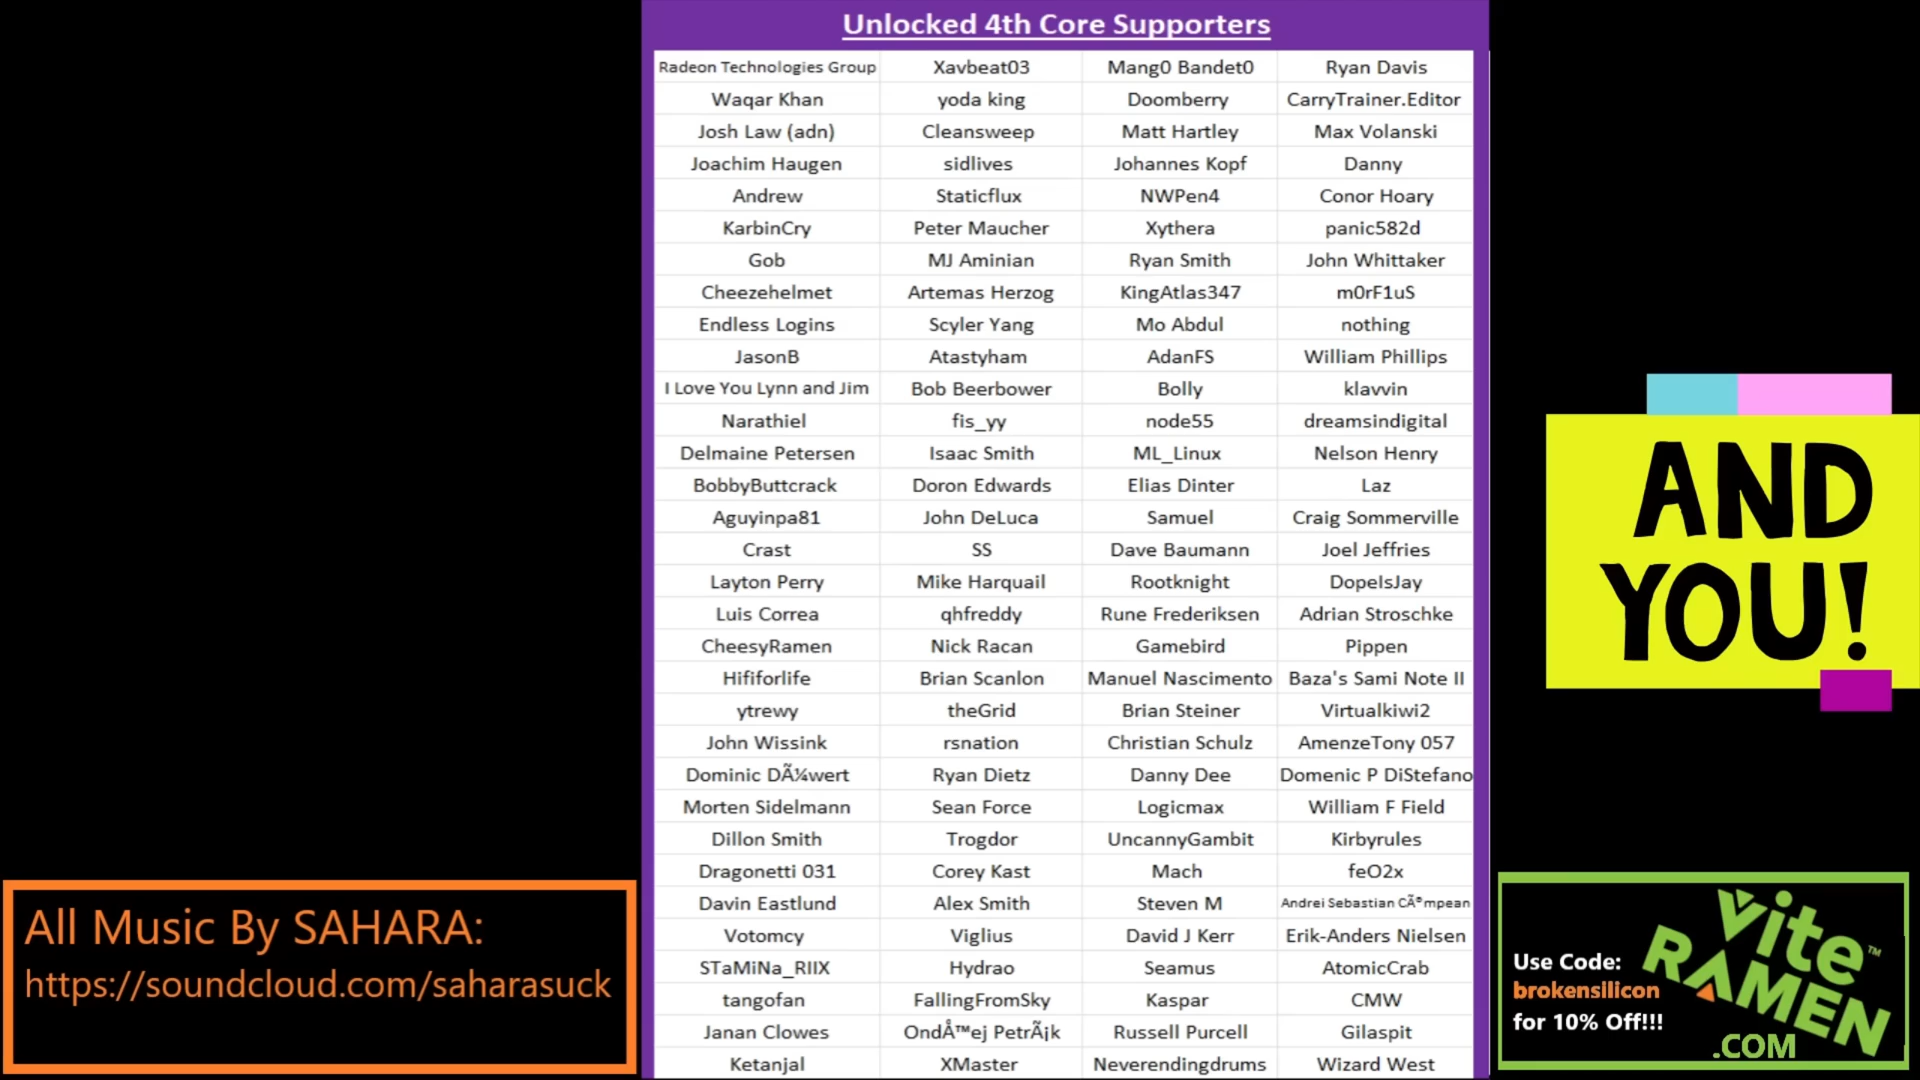 Unlocked 4th Core Supporters
Radeon Technologies Group Xavbeat03 Mang0 Bandet0 Ryan Davis
Waqar Khan yoda king Doomberry CarryTrainer.Editor
Josh Law (adn) Cleansweep Matt Hartley Max Volanski
Joachim Haugen sidlives Johannes Kopf Danny
Andrew Staticflux NWPen4 Conor Hoary
KarbinCry Peter Maucher Xythera panic582d
Gob MJ Aminian Ryan Smith John Whittaker
Cheezehelmet Artemas Herzog KingAtlas347 m0rF1uS
Endless Logins Scyler Yang Mo Abdul nothing
JasonB Atastyham AdanFS William Phillips
I Love You Lynn and Jim Bob Beerbower Bolly klavvin
Narathiel fis_yy node55 dreamsindigital
Delmaine Petersen Isaac Smith ML_Linux Nelson Henry
BobbyButtcrack Doron Edwards Elias Dinter Laz
Aguyinpa81 John DeLuca Samuel Craig Sommerville
Crast SS Dave Baumann Joel Jeffries
Layton Perry Mike Harquail Rootknight DopeIsJay
Luis Correa qhfreddy Rune Frederiksen Adrian Stroschke
CheesyRamen Nick Racan Gamebird Pippen
Hififorlife Brian Scanlon Manuel Nascimento Baza's Sami Note II
ytrewy theGrid Brian Steiner Virtualkiwi2
John Wissink rsnation Christian Schulz AmenzeTony 057
Dominic DÃ¼wert Ryan Dietz Danny Dee Domenic P DiStefano
Morten Sidelmann Sean Force Logicmax William F Field
Dillon Smith Trogdor UncannyGambit Kirbyrules
Dragonetti 031 Corey Kast Mach feO2x
Davin Eastlund Alex Smith Steven M Andrei Sebastian CÃªmpean
Votomcy Viglius David J Kerr Erik-Anders Nielsen
STaMiNa_RIIX Hydrao Seamus AtomicCrab
tangofan FallingFromSky Kaspar CMW
Janan Clowes OndÅ™ej PetrÃ¡k Russell Purcell Gilaspit
Ketanjal XMaster Neverendingdrums Wizard West
AND
YOU!
All Music By SAHARA:
https://soundcloud.com/saharasuck
Use Code:
brokensilicon
for 10% Off!!!
Vite™
RAMEN
.COM